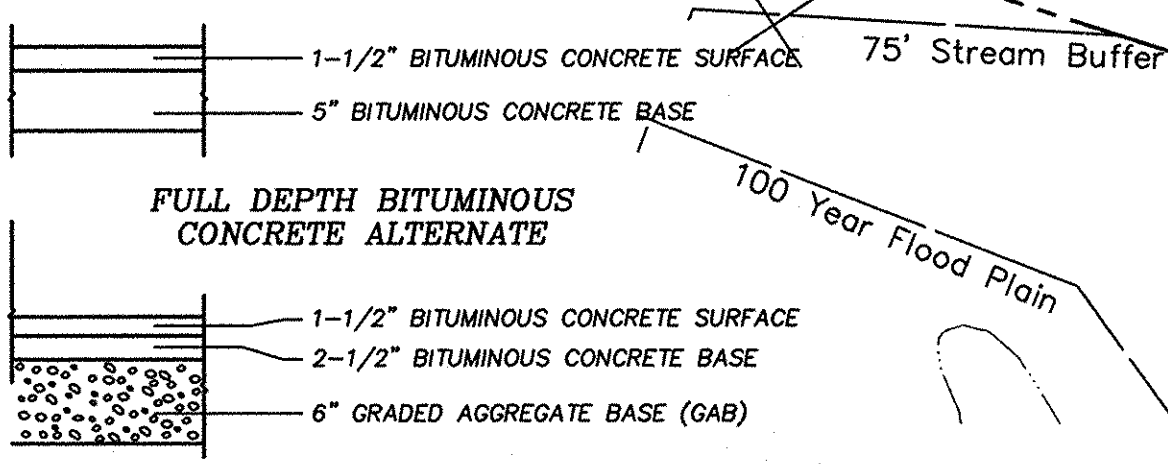 1-1/2" BITUMINOUS CONCRETE SURFACE
5" BITUMINOUS CONCRETE BASE
FULL DEPTH BITUMINOUS
CONCRETE ALTERNATE
1-1/2" BITUMINOUS CONCRETE SURFACE
2-1/2" BITUMINOUS CONCRETE BASE
6" GRADED AGGREGATE BASE (GAB)
75' Stream Buffer
100 Year Flood Plain